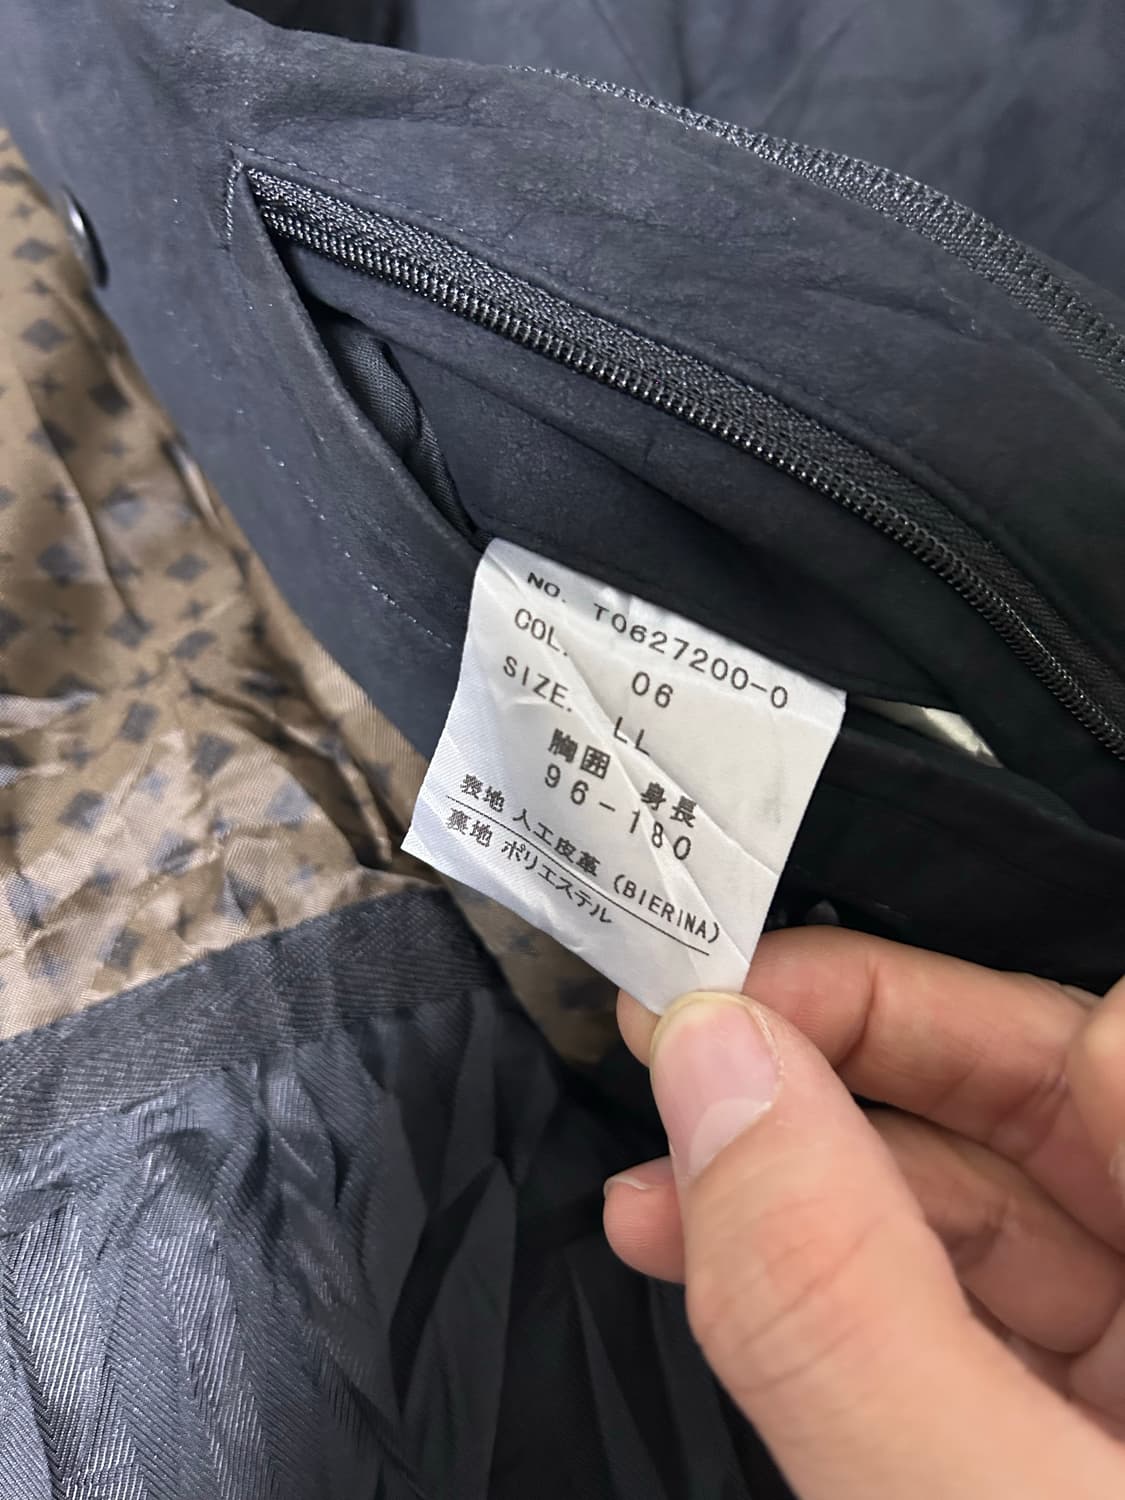 NO. T0627200-0
COL. 06
SIZE. LL
胸囲 身長
96-180
表地 人工皮革 (BIERINA)
裏地 ポリエステル